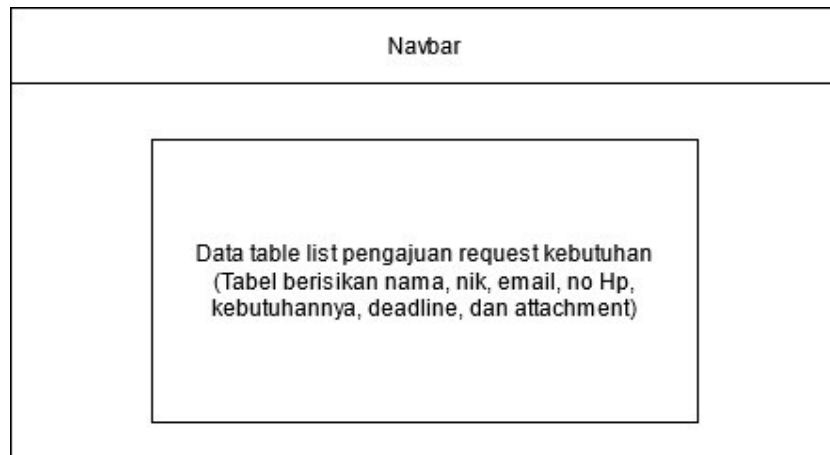 Navbar
Data table list pengajuan request kebutuhan
(Tabel berisikan nama, nik, email, no Hp,
kebutuhannya, deadline, dan attachment)